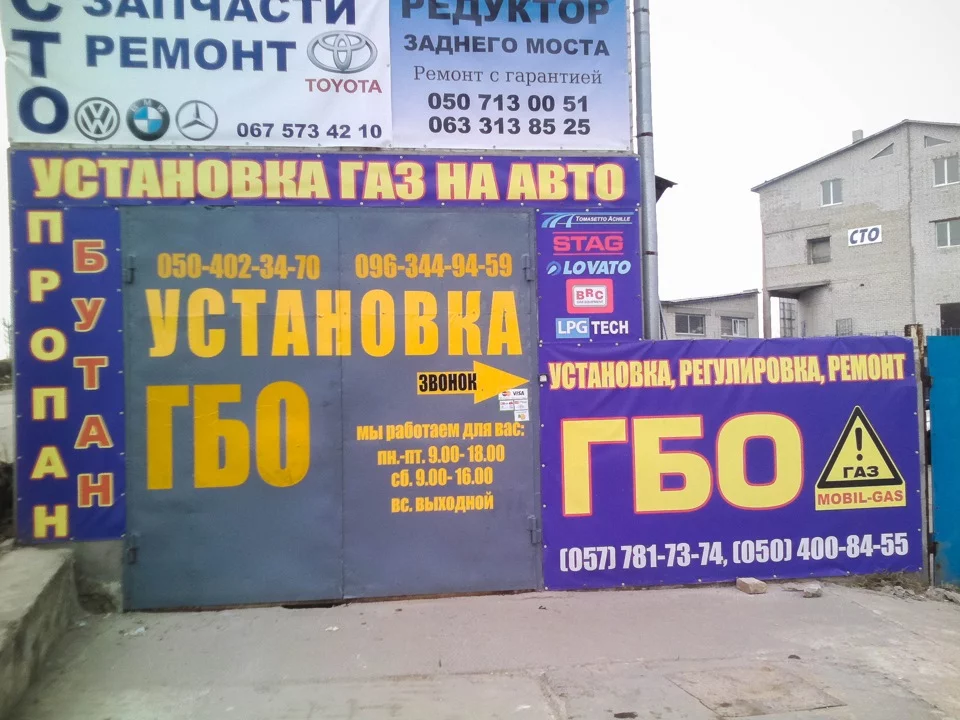 СТО
ЗАПЧАСТИ
РЕМОНТ
TOYOTA
BMW
067 573 42 10
РЕДУКТОР
ЗАДНЕГО МОСТА
Ремонт с гарантией
050 713 00 51
063 313 85 25
УСТАНОВКА ГАЗ НА АВТО
ПРОПАН
БУТАН
050-402-34-70 096-344-94-59
УСТАНОВКА
ГБО
ЗВОНОК
VISA
мы работаем для вас:
пн.-пт. 9.00- 18.00
сб. 9.00- 16.00
вс. выходной
TOMASETTO ACHILLE
STAG
LOVATO
BRC
LPG TECH
УСТАНОВКА, РЕГУЛИРОВКА, РЕМОНТ
ГБО
!
ГАЗ
MOBIL-GAS
(057) 781-73-74, (050) 400-84-55
СТО